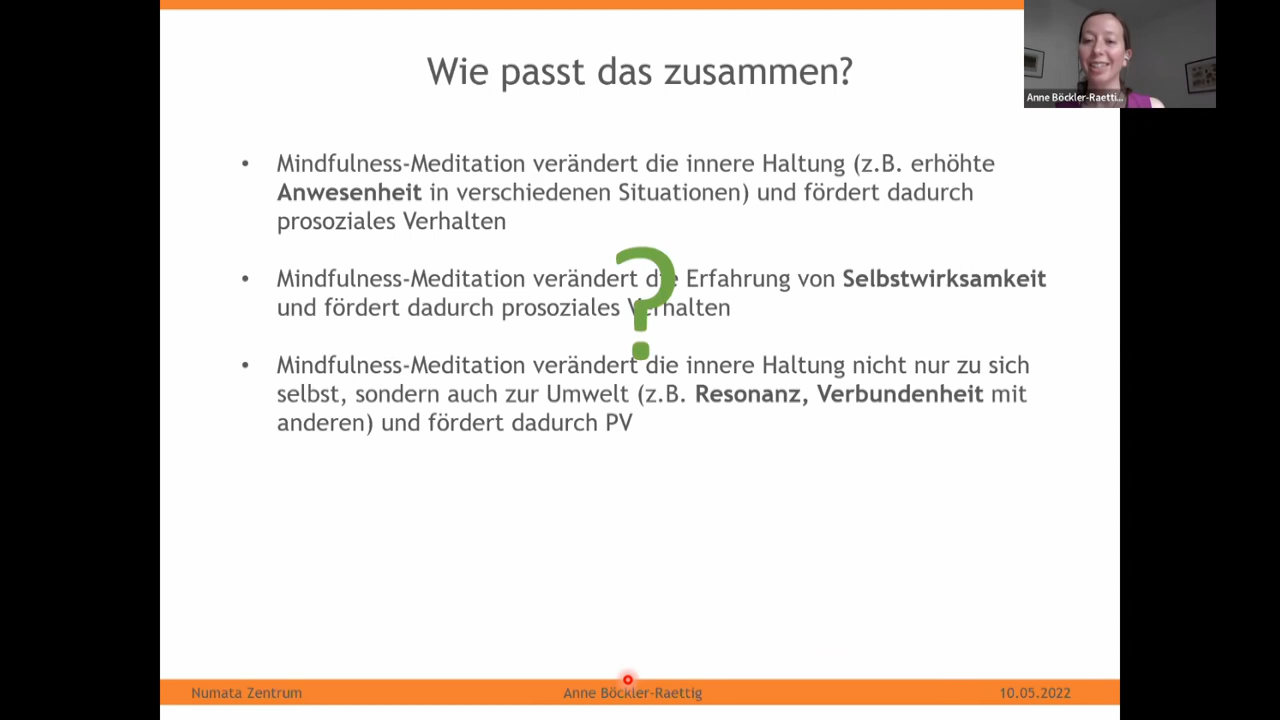 Wie passt das zusammen?
Anne Böckler-Raetti...
• Mindfulness-Meditation verändert die innere Haltung (z.B. erhöhte
Anwesenheit in verschiedenen Situationen) und fördert dadurch
prosoziales Verhalten
• Mindfulness-Meditation verändert die Erfahrung von Selbstwirksamkeit
und fördert dadurch prosoziales Verhalten
?
• Mindfulness-Meditation verändert die innere Haltung nicht nur zu sich
selbst, sondern auch zur Umwelt (z.B. Resonanz, Verbundenheit mit
anderen) und fördert dadurch PV
Numata Zentrum
Anne Böckler-Raettig
10.05.2022